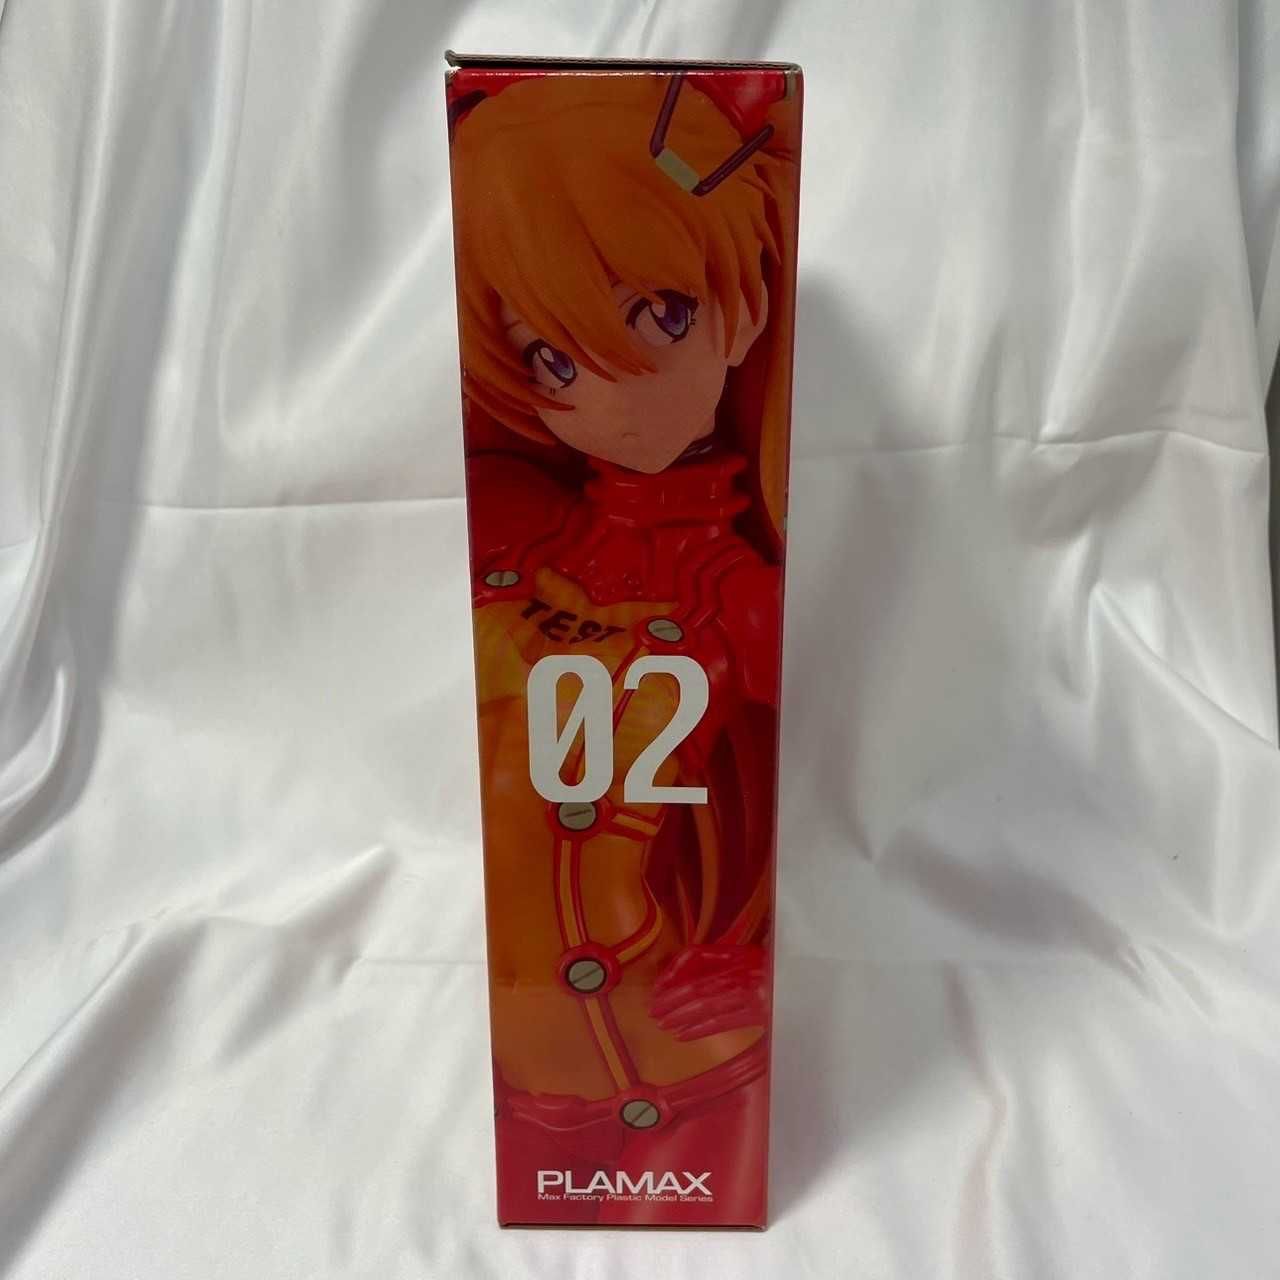 TEST
02
PLAMAX
Max Factory Plastic Model Series